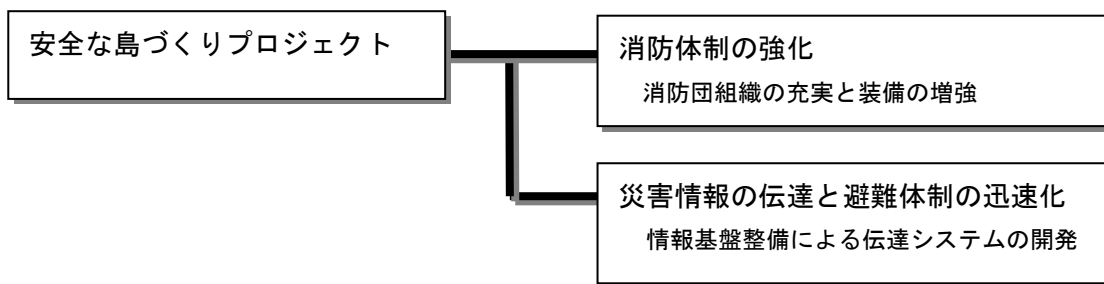 安全な島づくりプロジェクト
消防体制の強化
消防団組織の充実と装備の増強
災害情報の伝達と避難体制の迅速化
情報基盤整備による伝達システムの開発